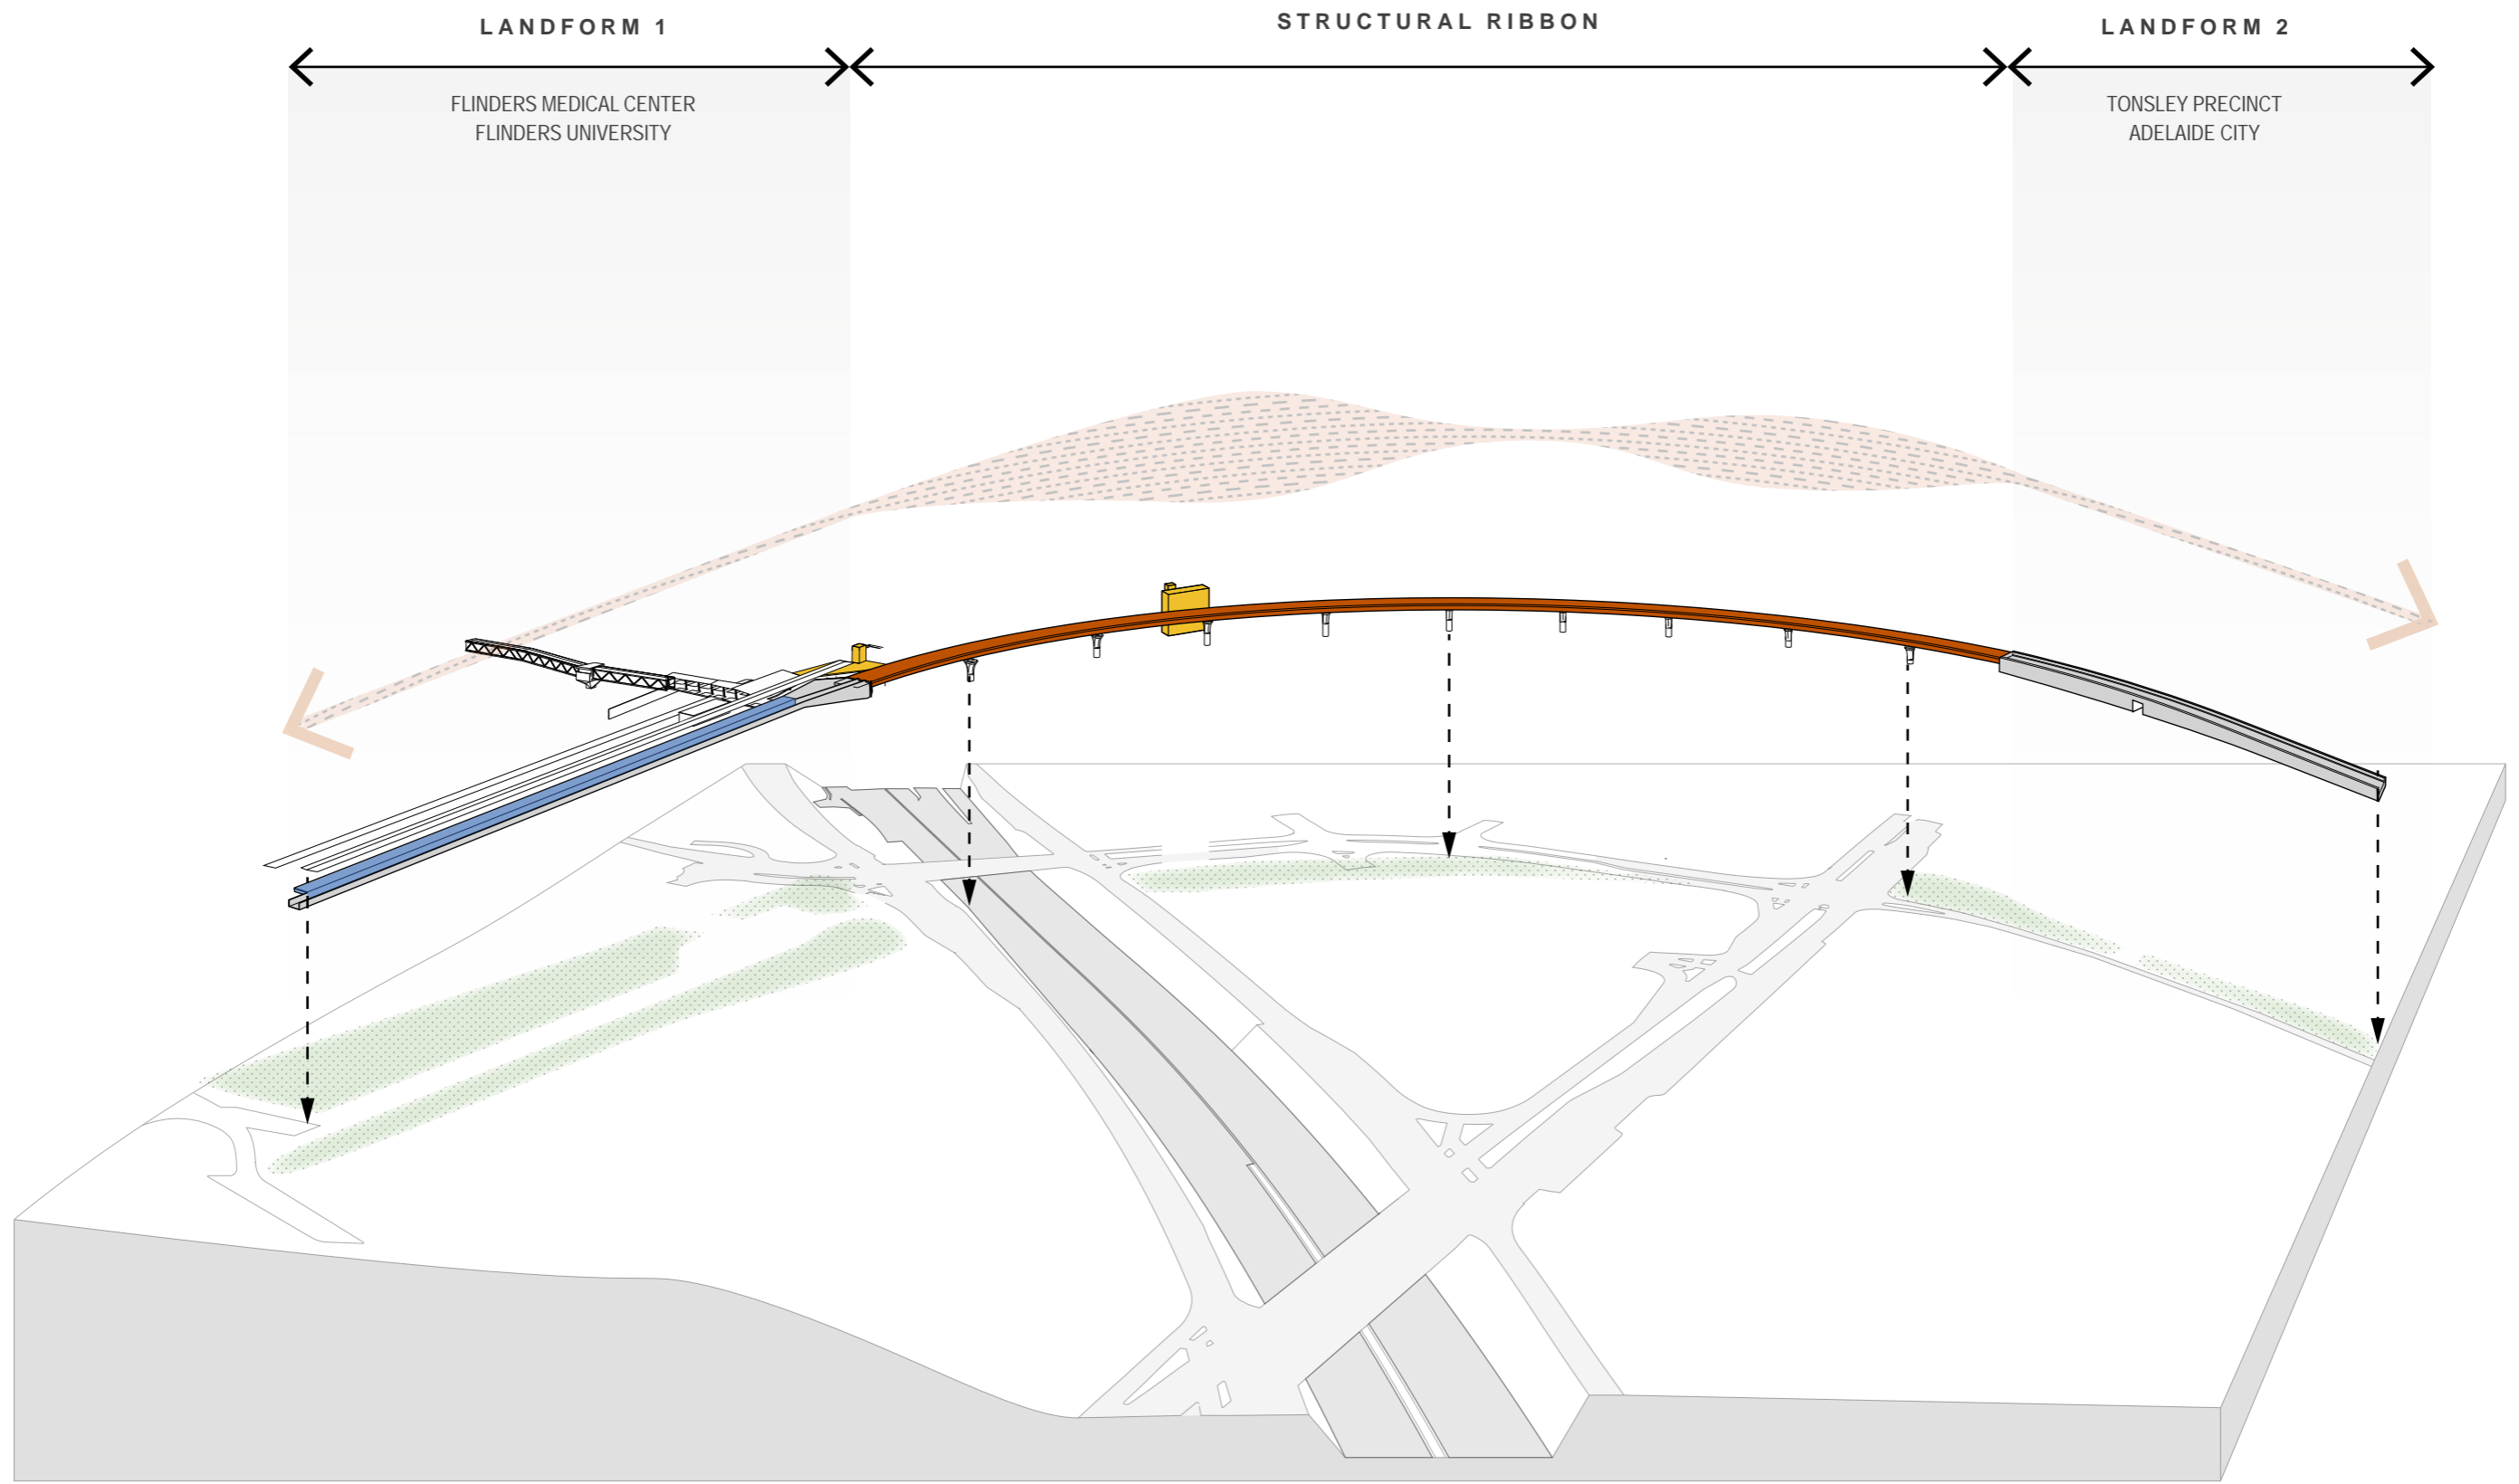 LANDFORM 1
STRUCTURAL RIBBON
LANDFORM 2
FLINDERS MEDICAL CENTER
FLINDERS UNIVERSITY
TONSLEY PRECINCT
ADELAIDE CITY